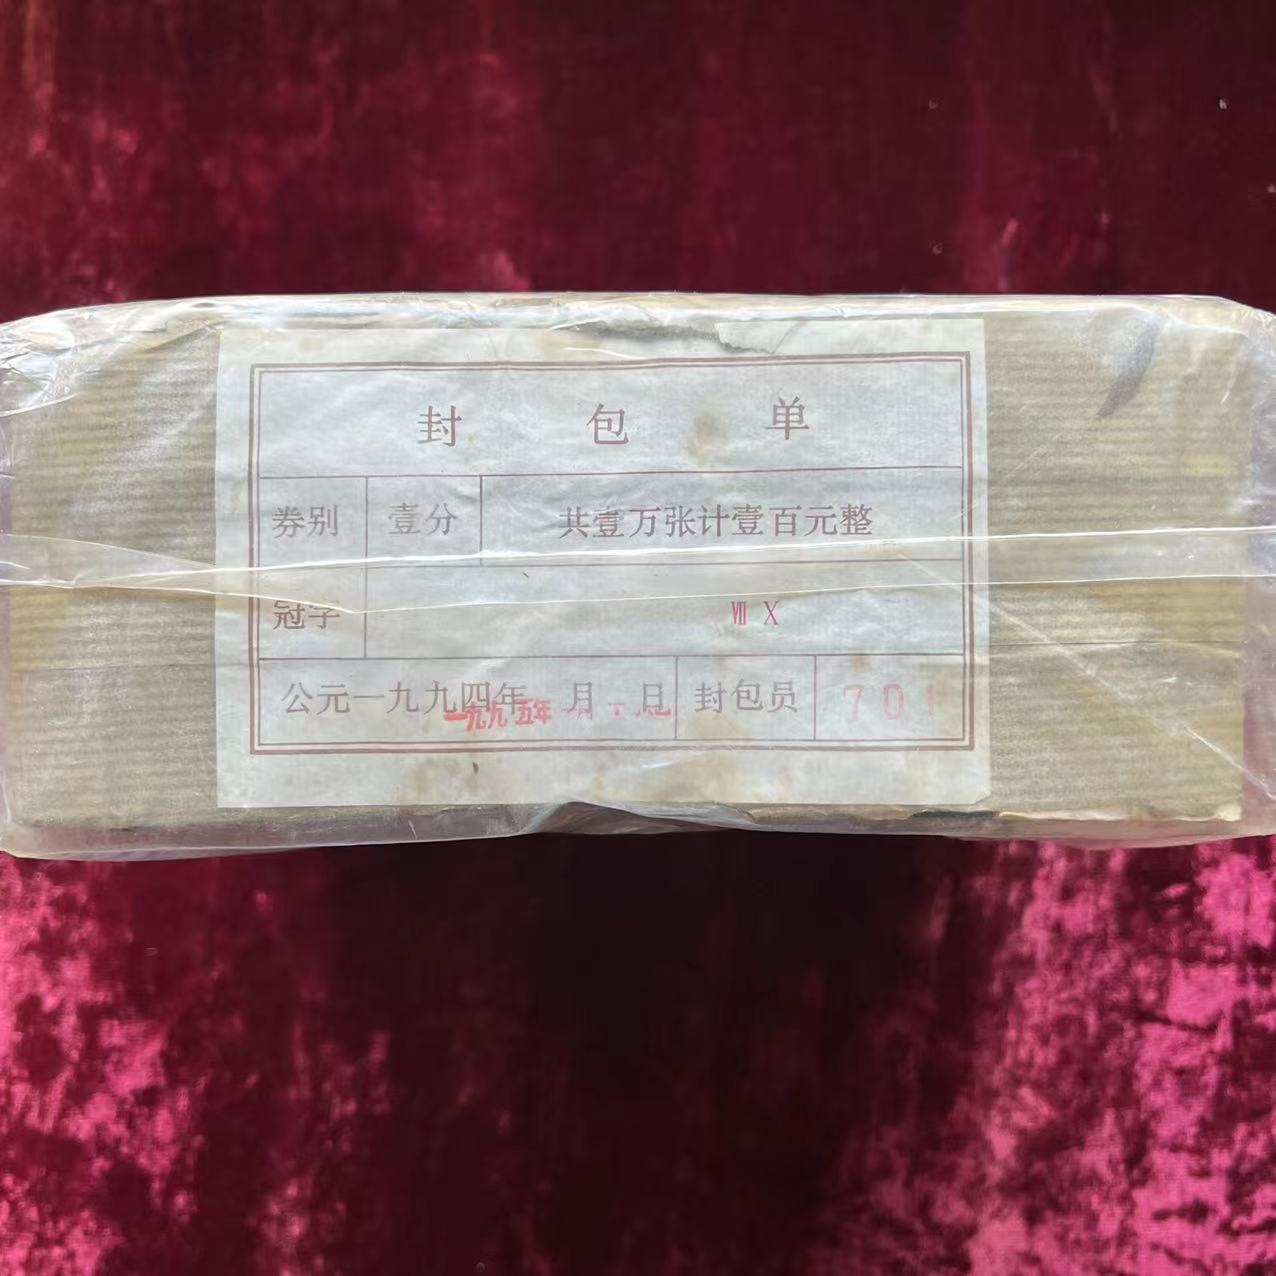 封包单
券别 壹分 共壹万张计壹百元整
冠字 Ⅷ X
公元一九九四年 月 日 封包员 701
一九九五年